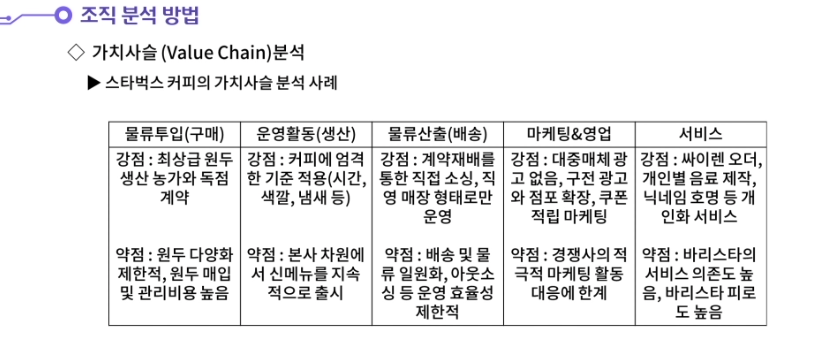 조직 분석 방법
◇ 가치사슬 (Value Chain)분석
▶ 스타벅스 커피의 가치사슬 분석 사례
물류투입(구매)
운영활동(생산)
물류산출(배송)
마케팅&영업
서비스
강점 : 최상급 원두
생산 농가와 독점
계약
강점 : 커피에 엄격
한 기준 적용(시간,
색깔, 냄새 등)
강점 : 계약재배를
통한 직접 소싱, 직
영 매장 형태로만
운영
강점 : 대중매체 광
고 없음, 구전 광고
와 점포 확장, 쿠폰
적립 마케팅
강점 : 싸이렌 오더,
개인별 음료 제작,
닉네임 호명 등 개
인화 서비스
약점 : 원두 다양화
제한적, 원두 매입
및 관리비용 높음
약점 : 본사 차원에
서 신메뉴를 지속
적으로 출시
약점 : 배송 및 물
류 일원화, 아웃소
싱 등 운영 효율성
제한적
약점 : 경쟁사의 적
극적 마케팅 활동
대응에 한계
약점 : 바리스타의
서비스 의존도 높
음, 바리스타 피로
도 높음